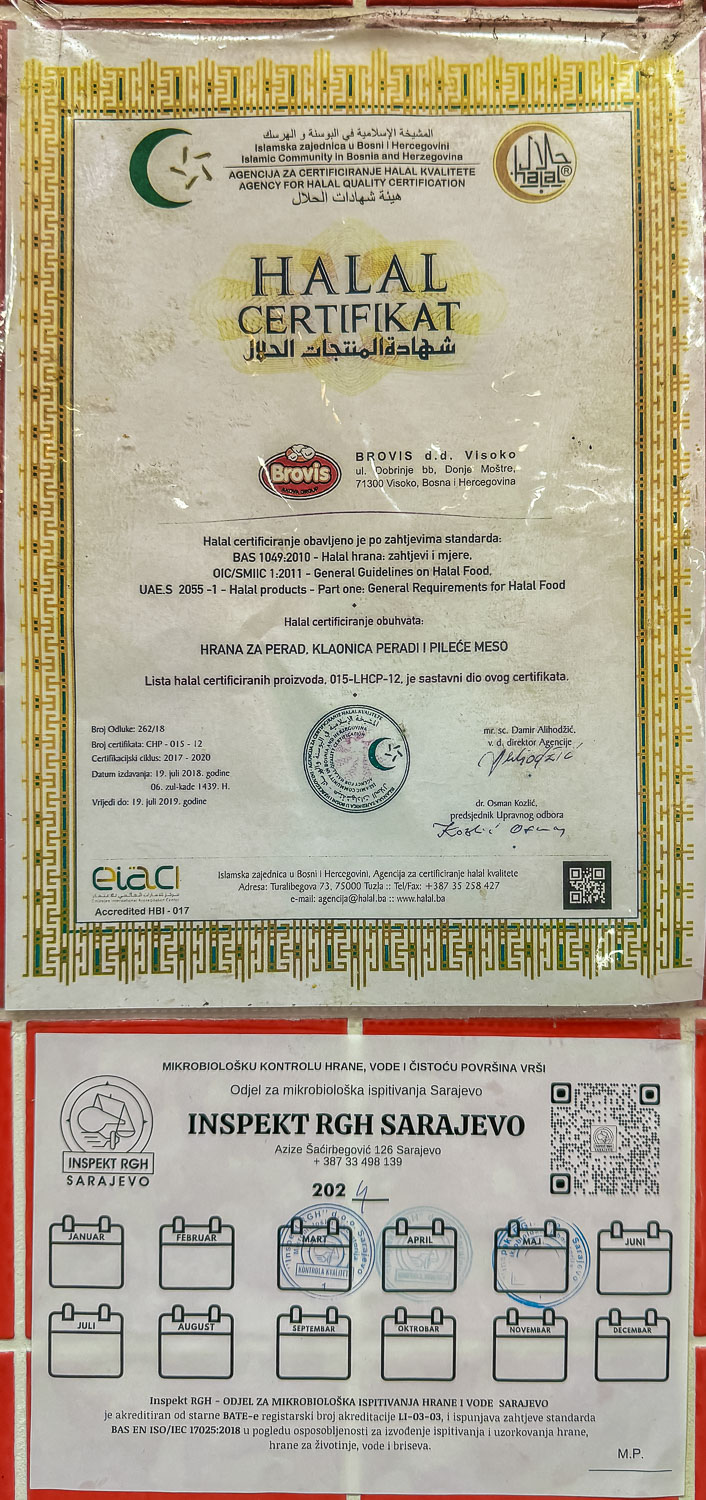 المشيخة الإسلامية في البوسنة و الهرسك
Islamska zajednica u Bosni i Hercegovini
Islamic Community in Bosnia and Herzegovina
AGENCIJA ZA CERTIFICIRANJE HALAL KVALITETE
AGENCY FOR HALAL QUALITY CERTIFICATION
هيئة شهادات الحلال
حلال
halal®
HALAL
CERTIFIKAT
شهادة المنتجات الحلال
Brovis
BROVIS d.d. Visoko
ul. Dobrinje bb, Donje Moštre,
71300 Visoko, Bosna i Hercegovina
Halal certificiranje obavljeno je po zahtjevima standarda:
BAS 1049:2010 - Halal hrana: zahtjevi i mjere,
OIC/SMIIC 1:2011 - General Guidelines on Halal Food,
UAE.S 2055 -1 - Halal products - Part one: General Requirements for Halal Food
Halal certificiranje obuhvata:
HRANA ZA PERAD, KLAONICA PERADI I PILEĆE MESO
Lista halal certificiranih proizvoda, 015-LHCP-12, je sastavni dio ovog certifikata.
Broj Odluke: 262/18
Broj certifikata: CHP - 015 - 12
Certifikacijski ciklus: 2017 - 2020
Datum izdavanja: 19. juli 2018. godine
06. zul-kade 1439. H.
Vrijedi do: 19. juli 2019. godine
mr. sc. Damir Alihodžić,
v. d. direktor Agencije
dr. Osman Kozlić,
predsjednik Upravnog odbora
eiaci
Accredited HBI - 017
Islamska zajednica u Bosni i Hercegovini, Agencija za certificiranje halal kvalitete
Adresa: Turalibegova 73, 75000 Tuzla :: Tel/Fax: +387 35 258 427
e-mail: agencija@halal.ba :: www.halal.ba
MIKROBIOLOŠKU KONTROLU HRANE, VODE I ČISTOĆU POVRŠINA VRŠI
Odjel za mikrobiološka ispitivanja Sarajevo
INSPEKT RGH SARAJEVO
Azize Šaćirbegović 126 Sarajevo
+ 387 33 498 139
INSPEKT RGH
SARAJEVO
2024
JANUAR
FEBRUAR
MART
APRIL
MAJ
JUNI
KONTROLA KVALITETA
JULI
AUGUST
SEPTEMBAR
OKTROBAR
NOVEMBAR
DECEMBAR
Inspekt RGH - ODJEL ZA MIKROBIOLOŠKA ISPITIVANJA HRANE I VODE SARAJEVO
je akreditiran od starne BATE-e registarski broj akreditacije LI-03-03, i ispunjava zahtjeve standarda
BAS EN ISO/IEC 17025:2018 u pogledu osposobljenosti za izvođenje ispitivanja i uzorkovanja hrane,
hrane za životinje, vode i briseva.
M.P.